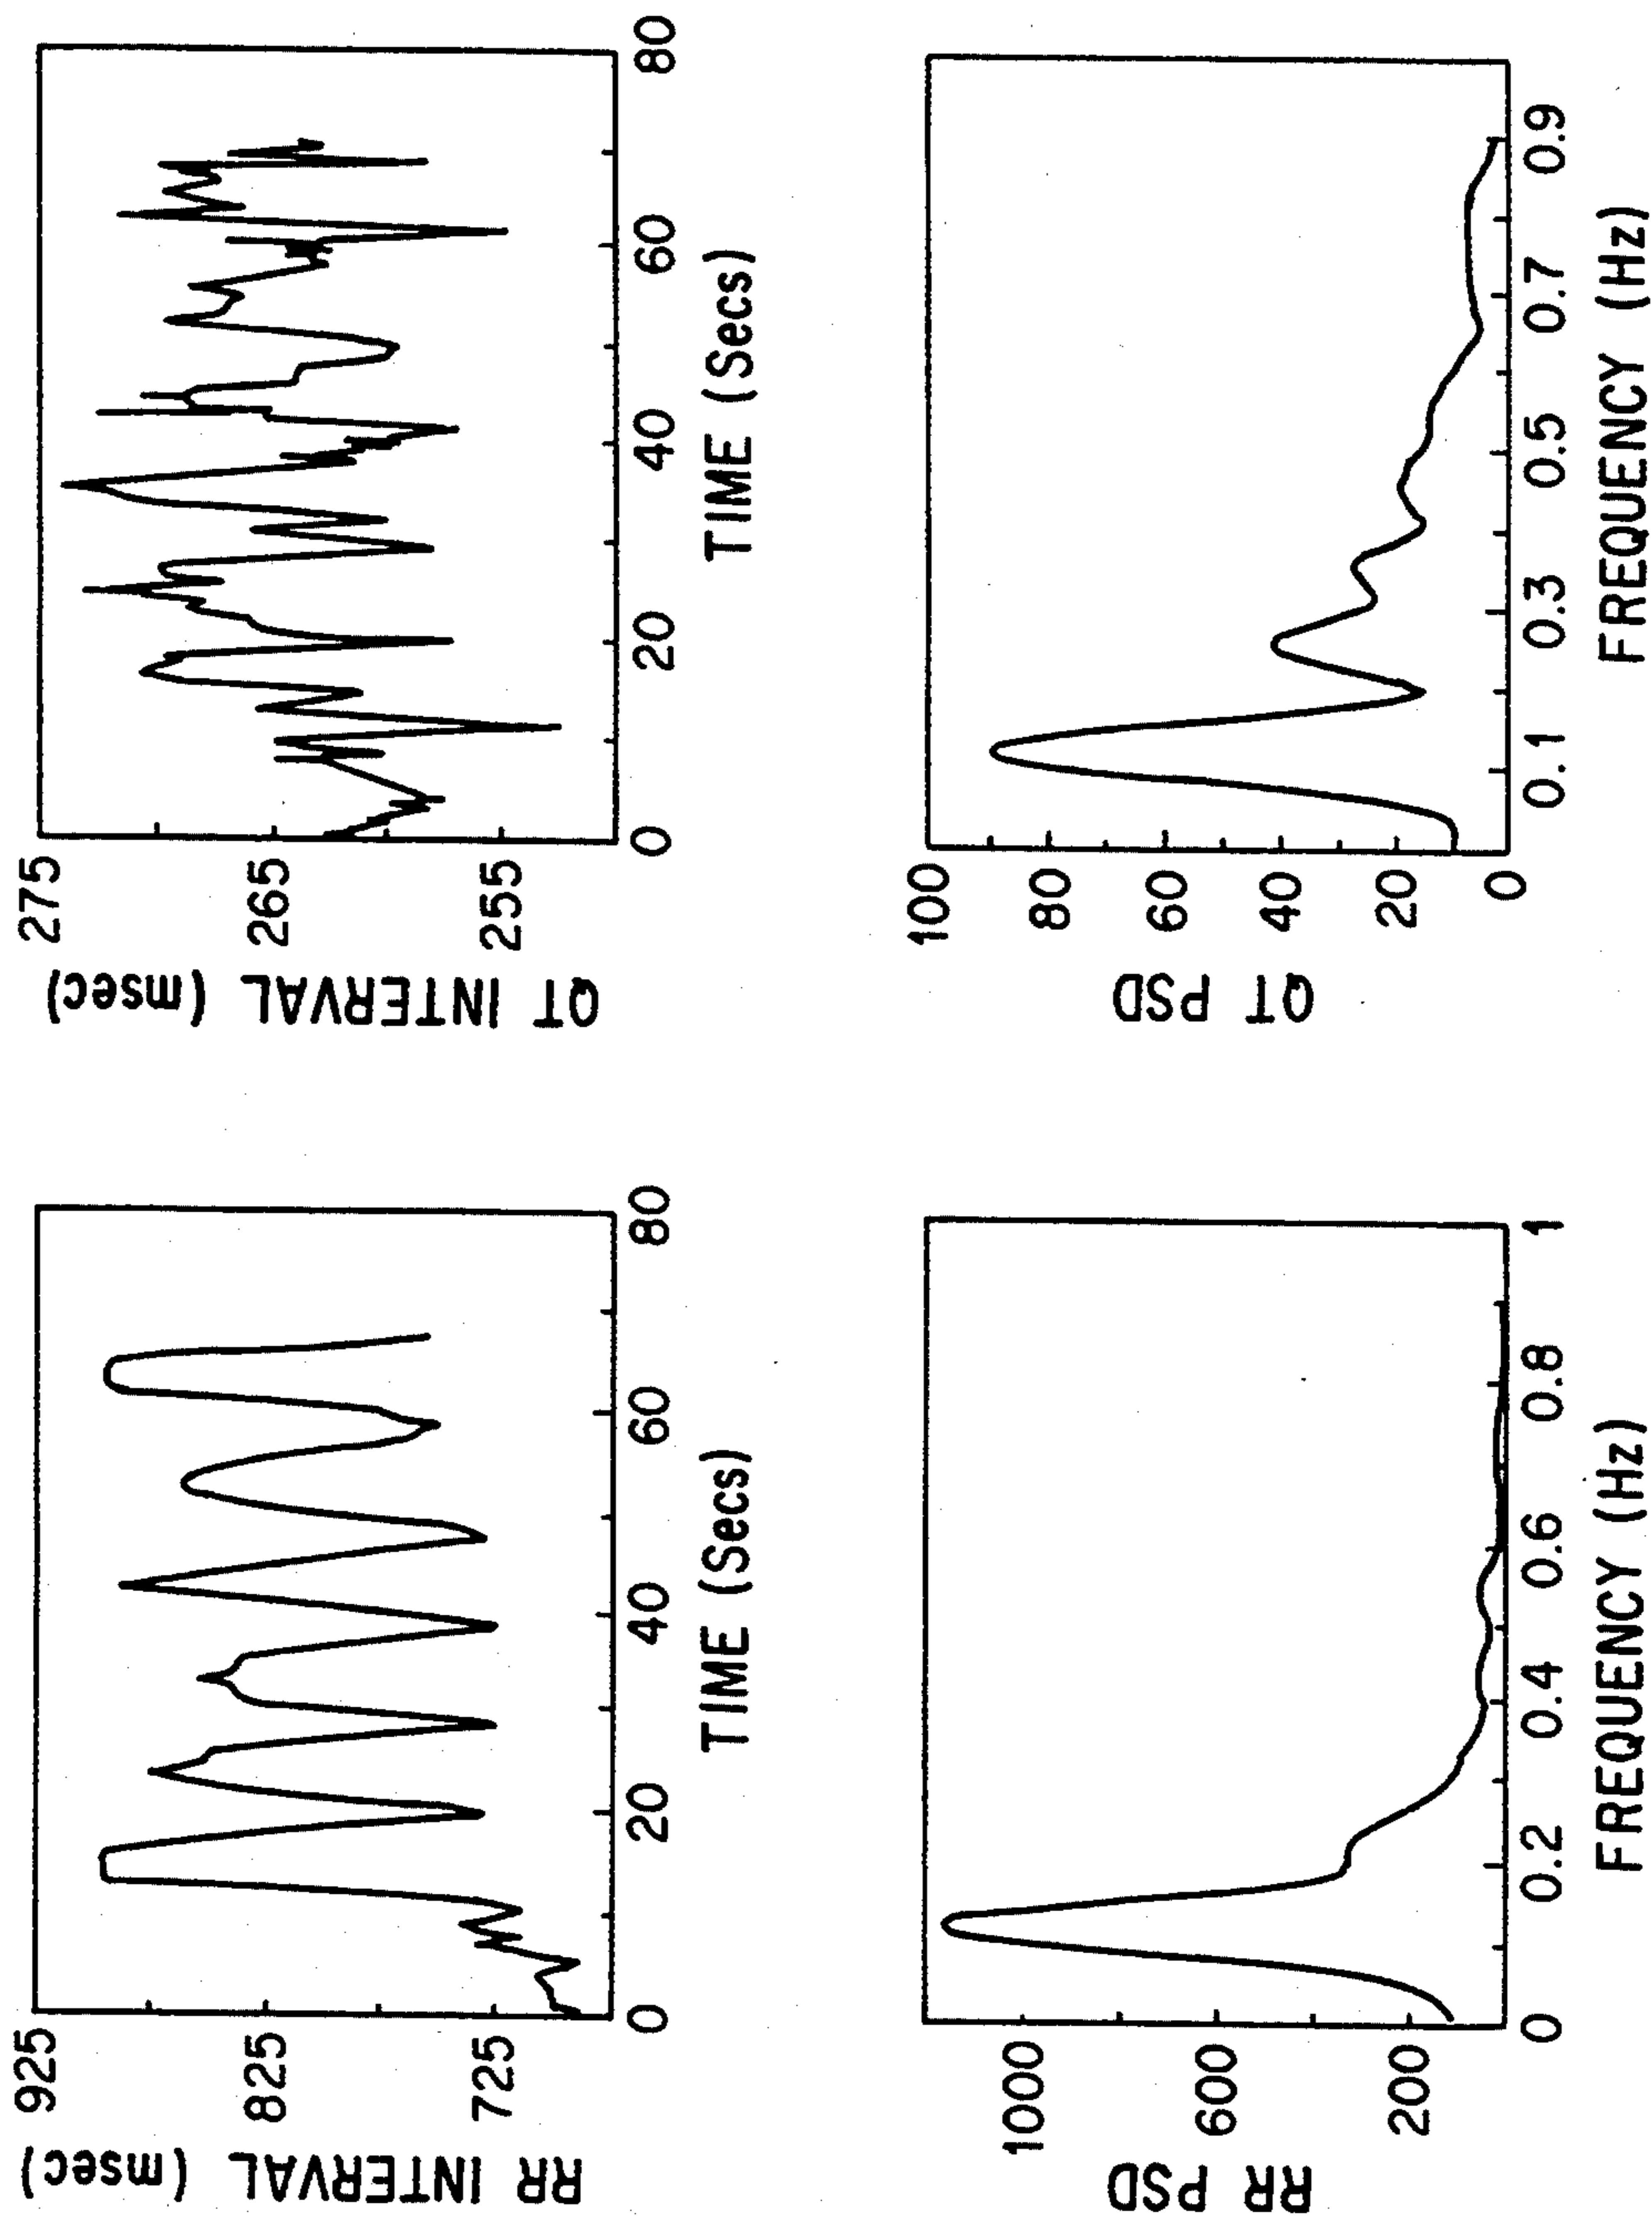 RR INTERVAL (msec)
925
825
725
0 20 40 60 80
TIME (Secs)
QT INTERVAL (msec)
275
265
255
0 20 40 60 80
TIME (Secs)
RR PSD
1000
600
200
0 0.2 0.4 0.6 0.8 1
FREQUENCY (Hz)
QT PSD
100
80
60
40
20
0
0.1 0.3 0.5 0.7 0.9
FREQUENCY (Hz)